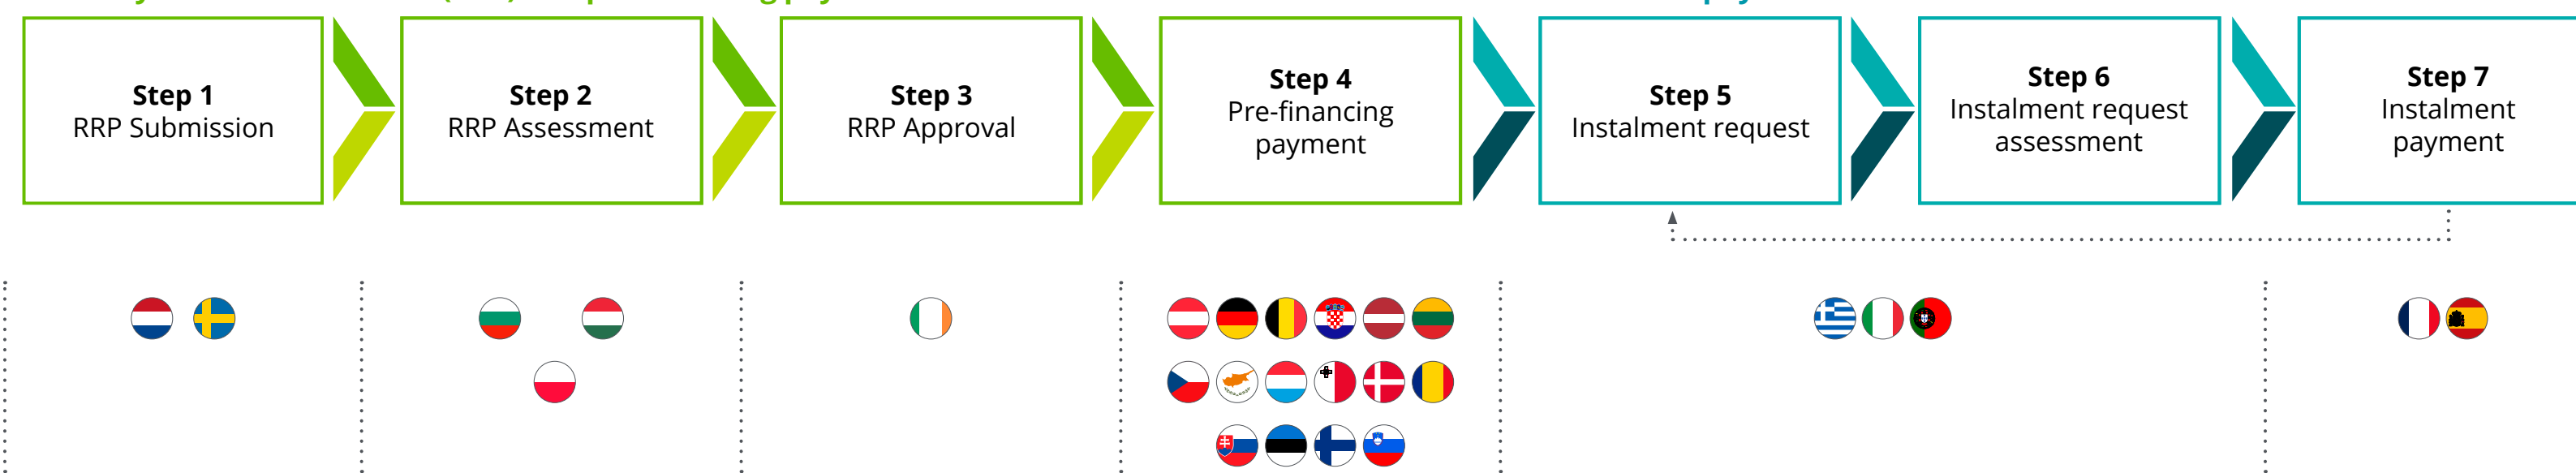 Step 1
RRP Submission
Step 2
RRP Assessment
Step 3
RRP Approval
Step 4
Pre-financing
payment
Step 5
Instalment request
Step 6
Instalment request
assessment
Step 7
Instalment
payment